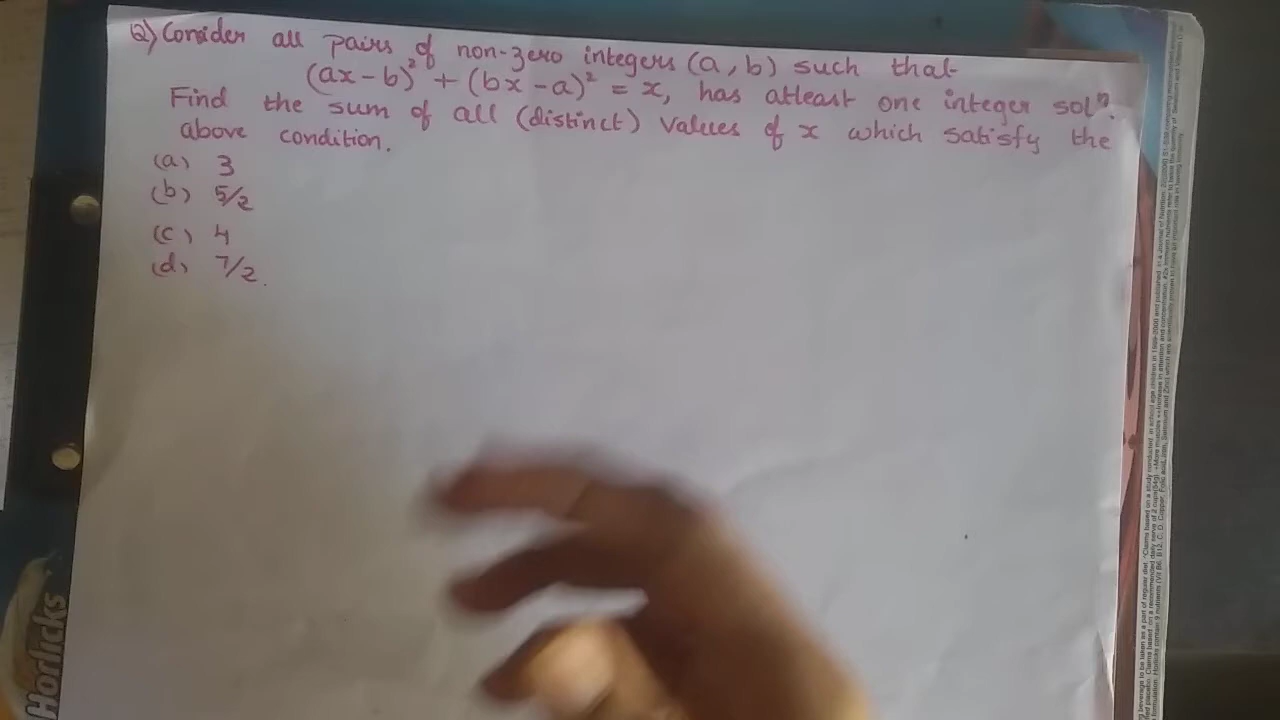 Q) Consider all pairs of non-zero integers (a, b) such that
(ax-b)² + (bx-a)² = x, has atleast one integer solⁿ.
Find the sum of all (distinct) values of x which satisfy the
above condition.
(a) 3
(b) 5/2
(c) 4
(d) 7/2.
Horlicks